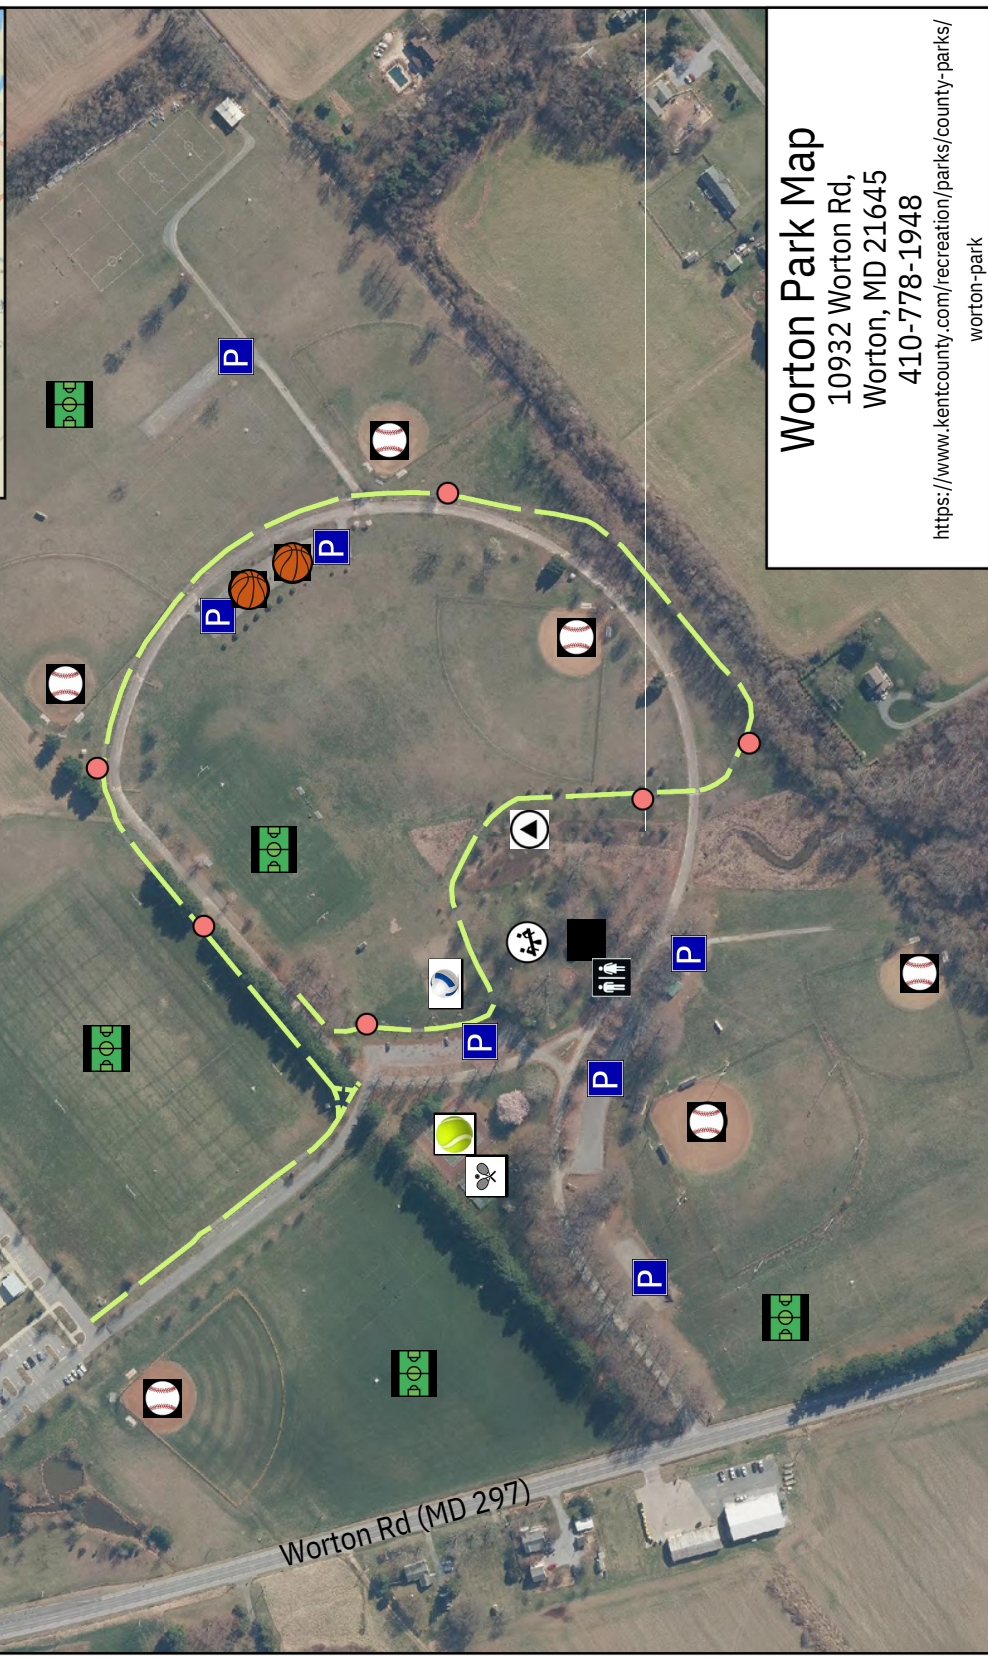 Worton Park Map
10932 Worton Rd,
Worton, MD 21645
410-778-1948
https://www.kentcounty.com/recreation/parks/county-parks/
worton-park
P
P
P
P
P
P
P
Worton Rd (MD 297)